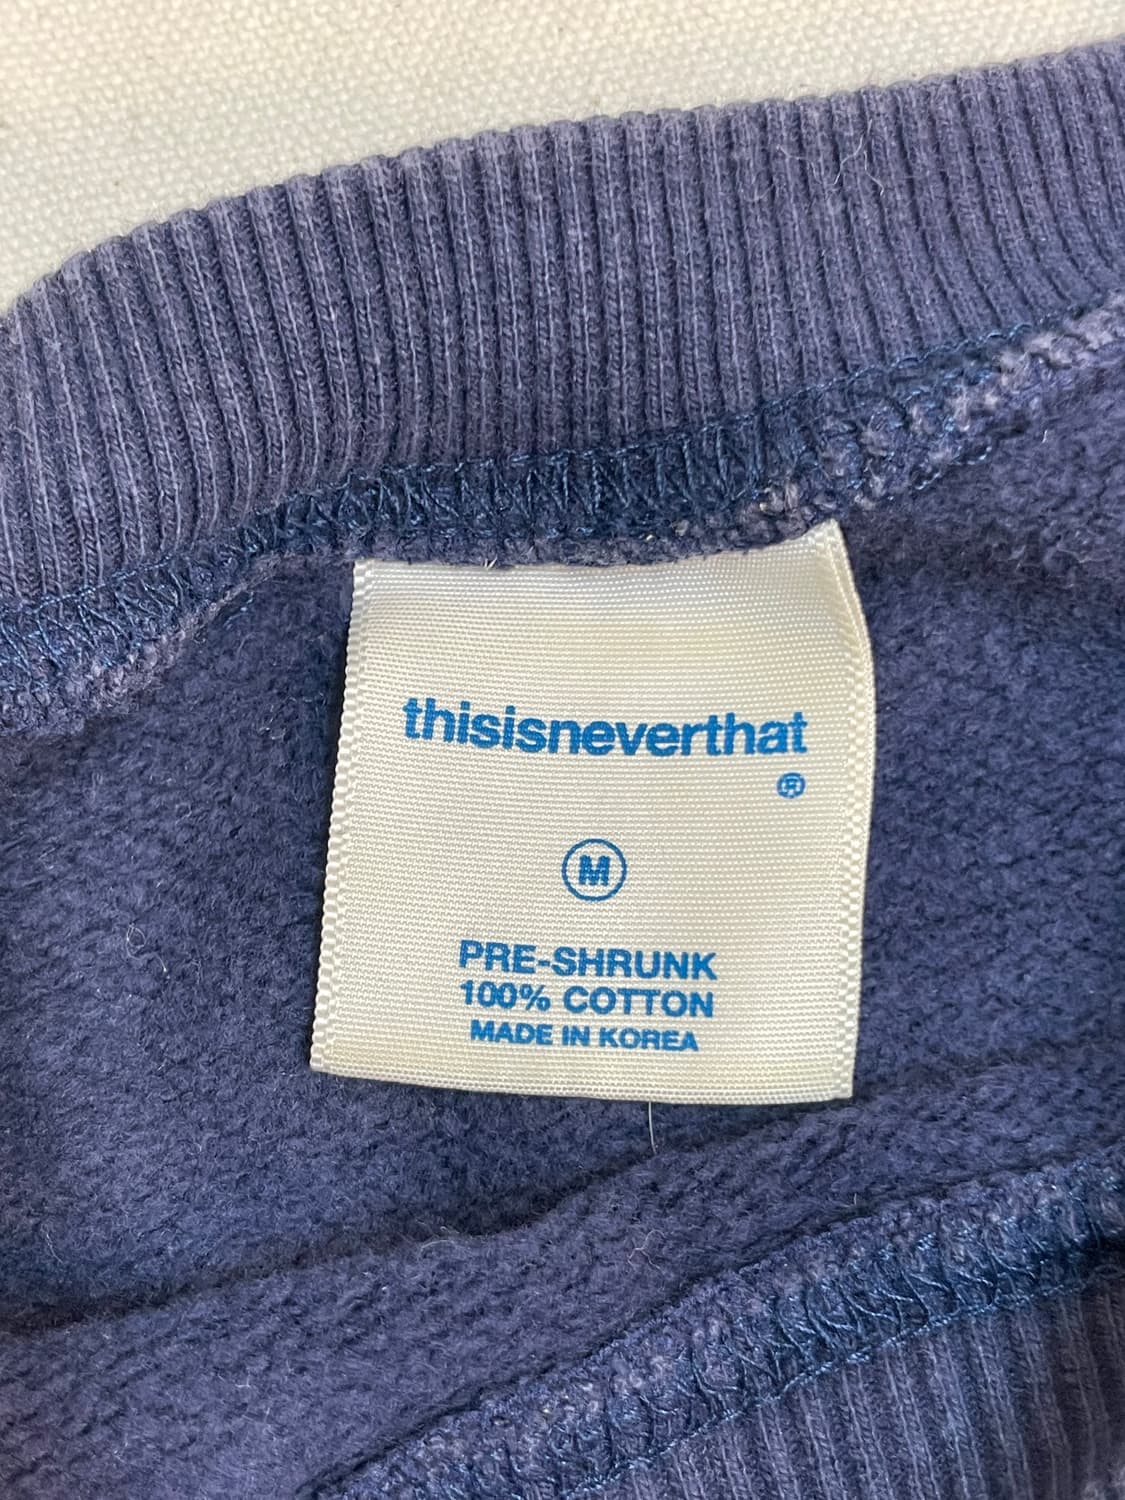 thisisneverthat
®
M
PRE-SHRUNK
100% COTTON
MADE IN KOREA